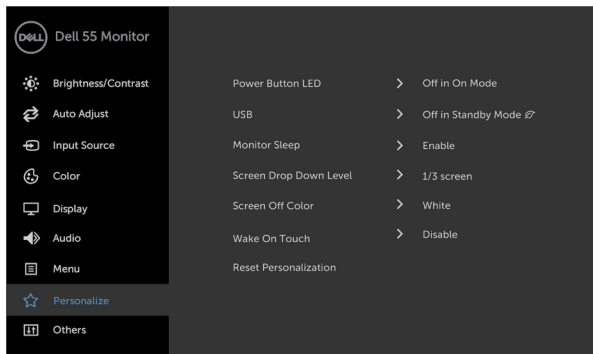 DELL Dell 55 Monitor
Brightness/Contrast
Auto Adjust
Input Source
Color
Display
Audio
Menu
Personalize
Others
Power Button LED > Off in On Mode
USB > Off in Standby Mode
Monitor Sleep > Enable
Screen Drop Down Level > 1/3 screen
Screen Off Color > White
Wake On Touch > Disable
Reset Personalization